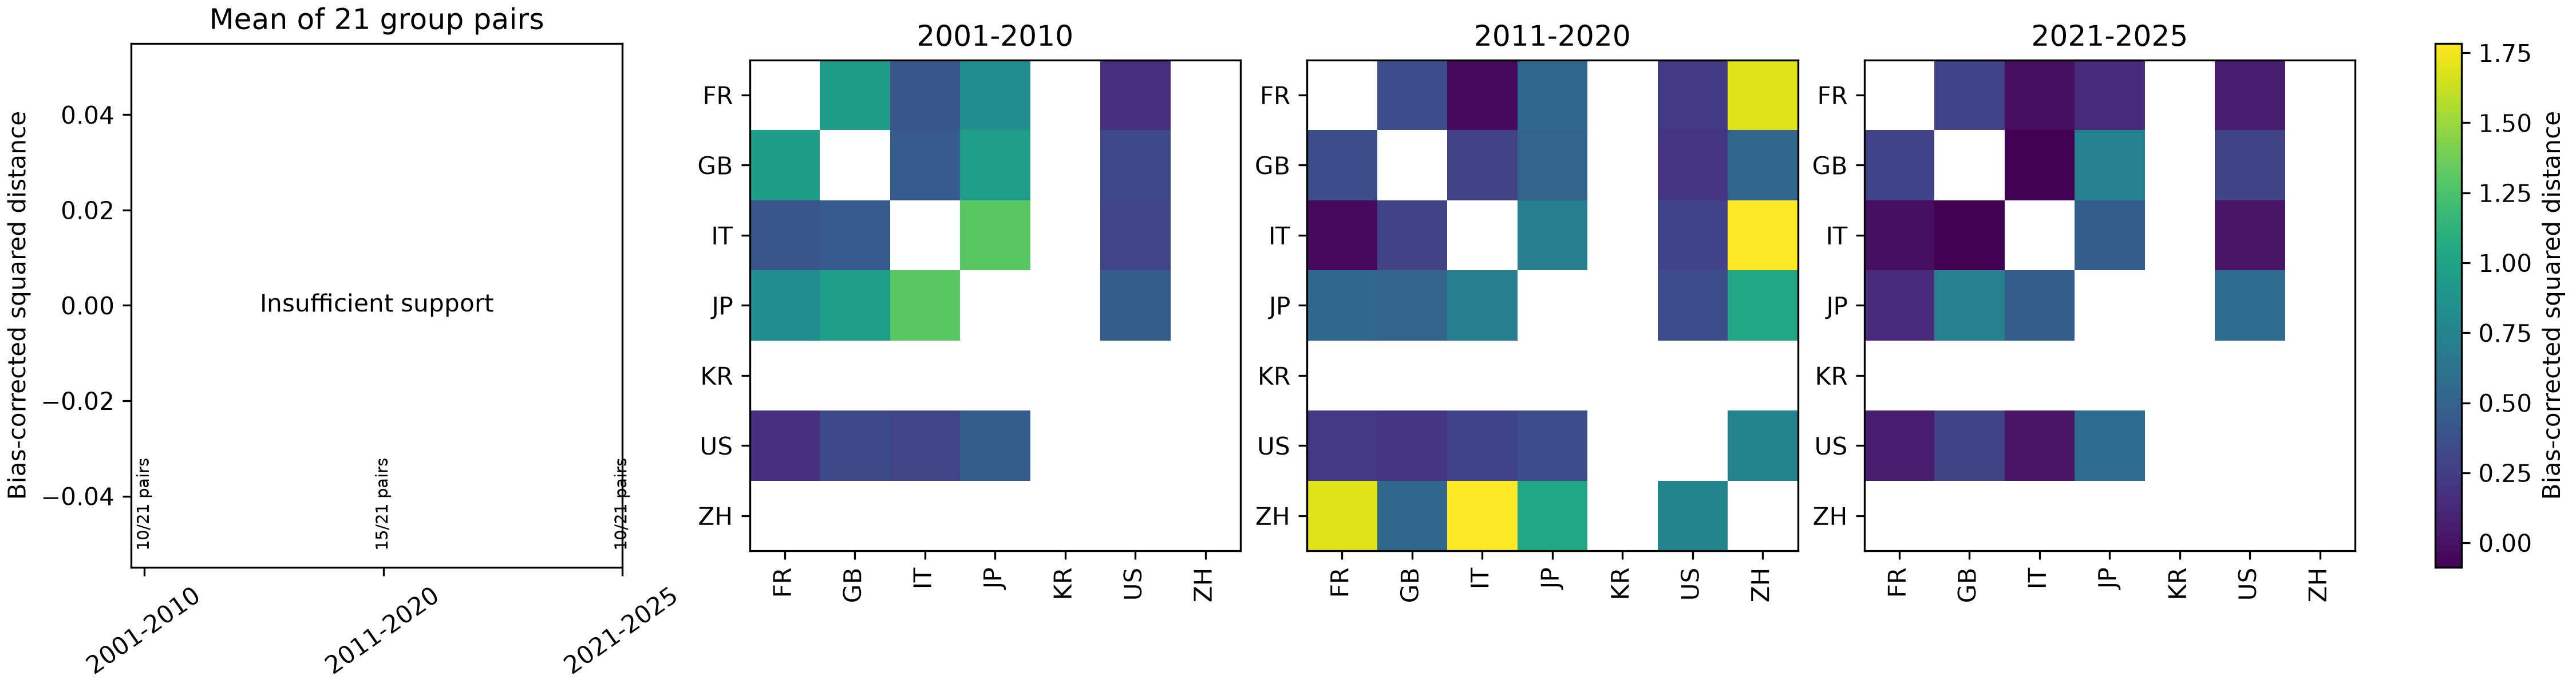 Mean of 21 group pairs
Bias-corrected squared distance
0.04
0.02
0.00
−0.02
−0.04
Insufficient support
10/21 pairs
15/21 pairs
10/21 pairs
2001-2010
2011-2020
2021-2025
2001-2010
FR
GB
IT
JP
KR
US
ZH
FR
GB
IT
JP
KR
US
ZH
2011-2020
FR
GB
IT
JP
KR
US
ZH
FR
GB
IT
JP
KR
US
ZH
2021-2025
FR
GB
IT
JP
KR
US
ZH
FR
GB
IT
JP
KR
US
ZH
1.75
1.50
1.25
1.00
0.75
0.50
0.25
0.00
Bias-corrected squared distance